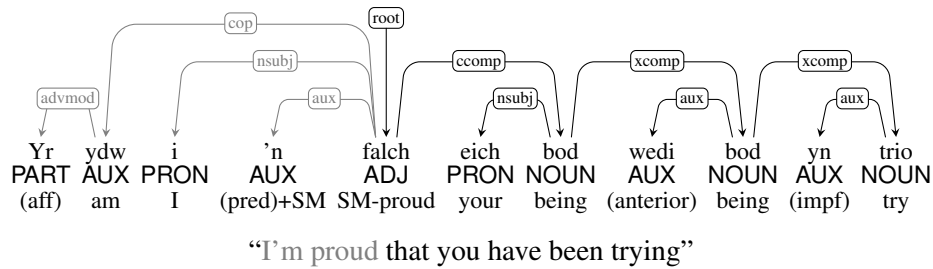 root
cop
nsubj ccomp xcomp xcomp
advmod aux nsubj aux aux
Yr ydw i 'n falch eich bod wedi bod yn trio
PART AUX PRON AUX ADJ PRON NOUN AUX NOUN AUX NOUN
(aff) am I (pred)+SM SM-proud your being (anterior) being (impf) try
“I'm proud that you have been trying”